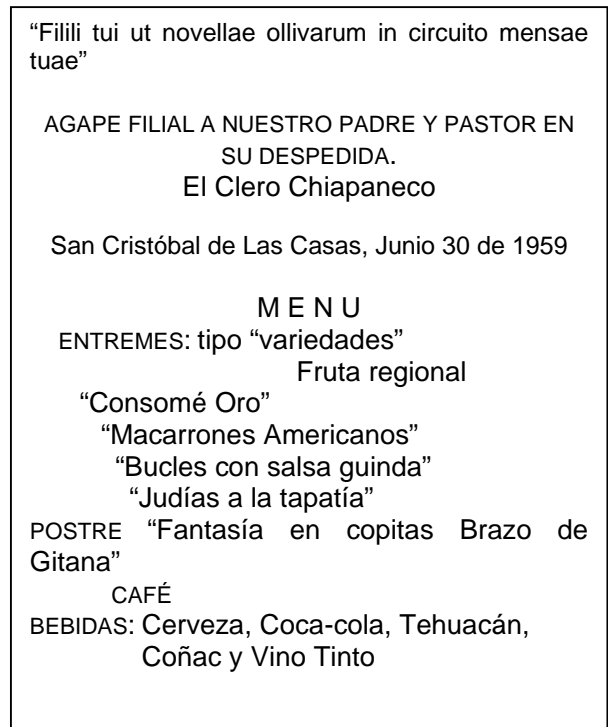 “Filili tui ut novellae ollivarum in circuito mensae
tuae”
AGAPE FILIAL A NUESTRO PADRE Y PASTOR EN
SU DESPEDIDA.
El Clero Chiapaneco
San Cristóbal de Las Casas, Junio 30 de 1959
M E N U
ENTREMES: tipo “variedades”
Fruta regional
“Consomé Oro”
“Macarrones Americanos”
“Bucles con salsa guinda”
“Judías a la tapatía”
POSTRE “Fantasía en copitas Brazo de
Gitana”
CAFÉ
BEBIDAS: Cerveza, Coca-cola, Tehuacán,
Coñac y Vino Tinto